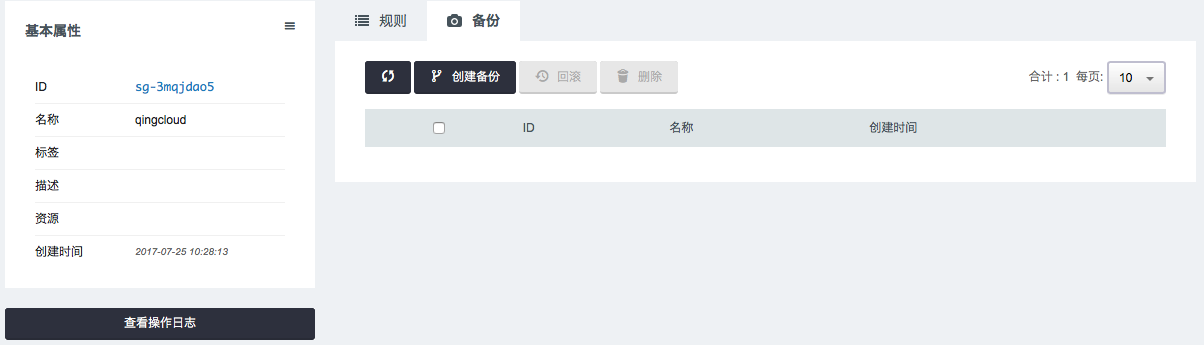 基本属性
ID sg-3mqjdao5
名称 qingcloud
标签
描述
资源
创建时间 2017-07-25 10:28:13
查看操作日志
规则 备份
创建备份 回滚 删除 合计 : 1 每页: 10
ID 名称 创建时间